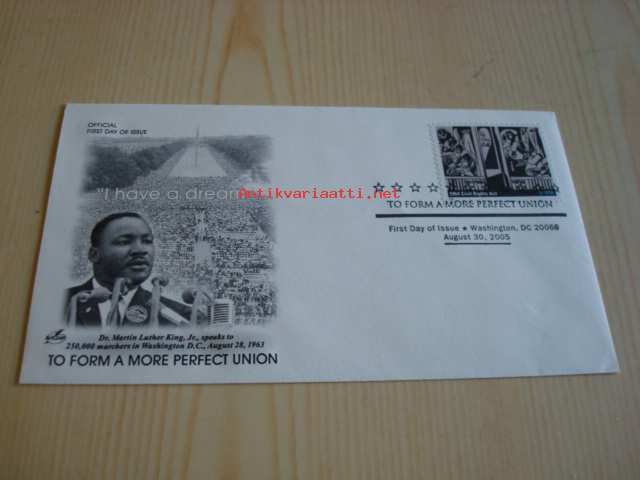 OFFICIAL
FIRST DAY OF ISSUE
"I have a dream
Antikvariaatti.net
TO FORM A MORE PERFECT UNION
First Day of Issue ★ Washington, DC 20066
August 30, 2005
Dr. Martin Luther King, Jr., speaks to
250,000 marchers in Washington D.C., August 28, 1963
TO FORM A MORE PERFECT UNION